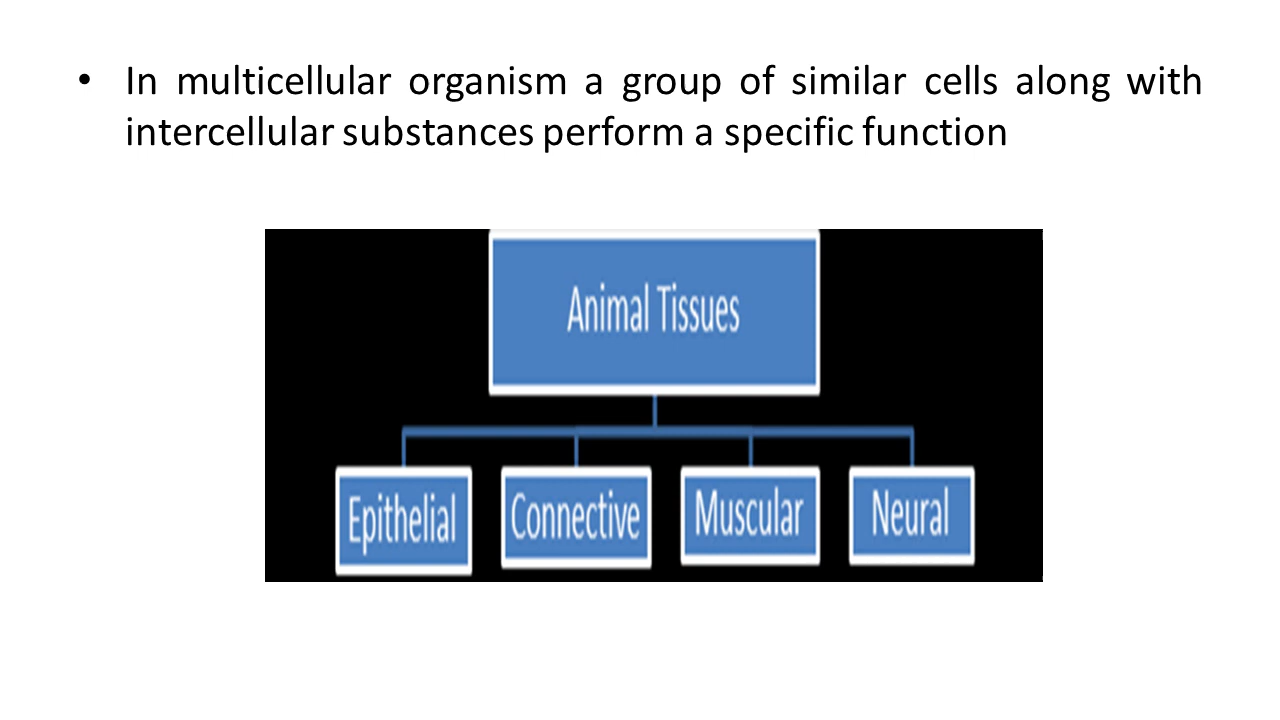 • In multicellular organism a group of similar cells along with
intercellular substances perform a specific function
Animal Tissues
Epithelial
Connective
Muscular
Neural